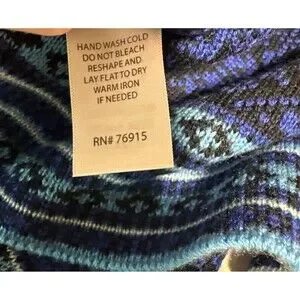 HAND WASH COLD
DO NOT BLEACH
RESHAPE AND
LAY FLAT TO DRY
WARM IRON
IF NEEDED
RN# 76915